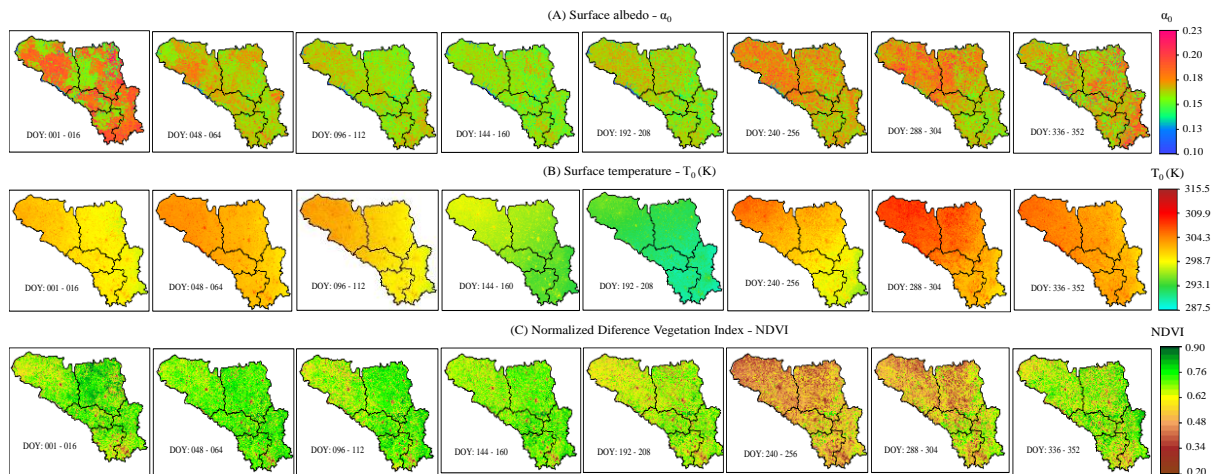 (A) Surface albedo - α₀
α₀
0.23
0.18
0.15
0.13
0.10
DOY: 001 - 016
DOY: 048 - 064
DOY: 096 - 112
DOY: 144 - 160
DOY: 192 - 208
DOY: 240 - 256
DOY: 288 - 304
DOY: 336 - 352
(B) Surface temperature - T₀ (K)
T₀ (K)
315.5
309.9
304.3
298.7
293.1
287.5
DOY: 001 - 016
DOY: 048 - 064
DOY: 096 - 112
DOY: 144 - 160
DOY: 192 - 208
DOY: 240 - 256
DOY: 288 - 304
DOY: 336 - 352
(C) Normalized Diference Vegetation Index - NDVI
NDVI
0.90
0.76
0.62
0.48
0.34
0.20
DOY: 001 - 016
DOY: 048 - 064
DOY: 096 - 112
DOY: 144 - 160
DOY: 192 - 208
DOY: 240 - 256
DOY: 288 - 304
DOY: 336 - 352